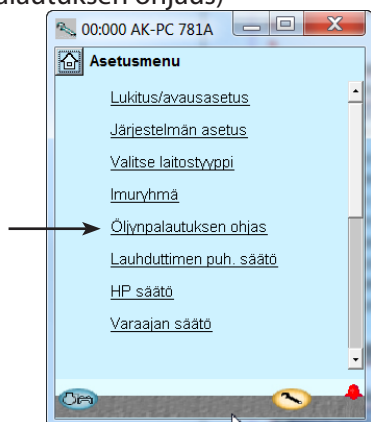 alautuksen ohjaus)
00:000 AK-PC 781A
Asetusmenu
Lukitus/avausasetus
Järjestelmän asetus
Valitse laitostyyppi
Imuryhmä
Öljynpalautuksen ohjas
Lauhduttimen puh. säätö
HP säätö
Varaajan säätö